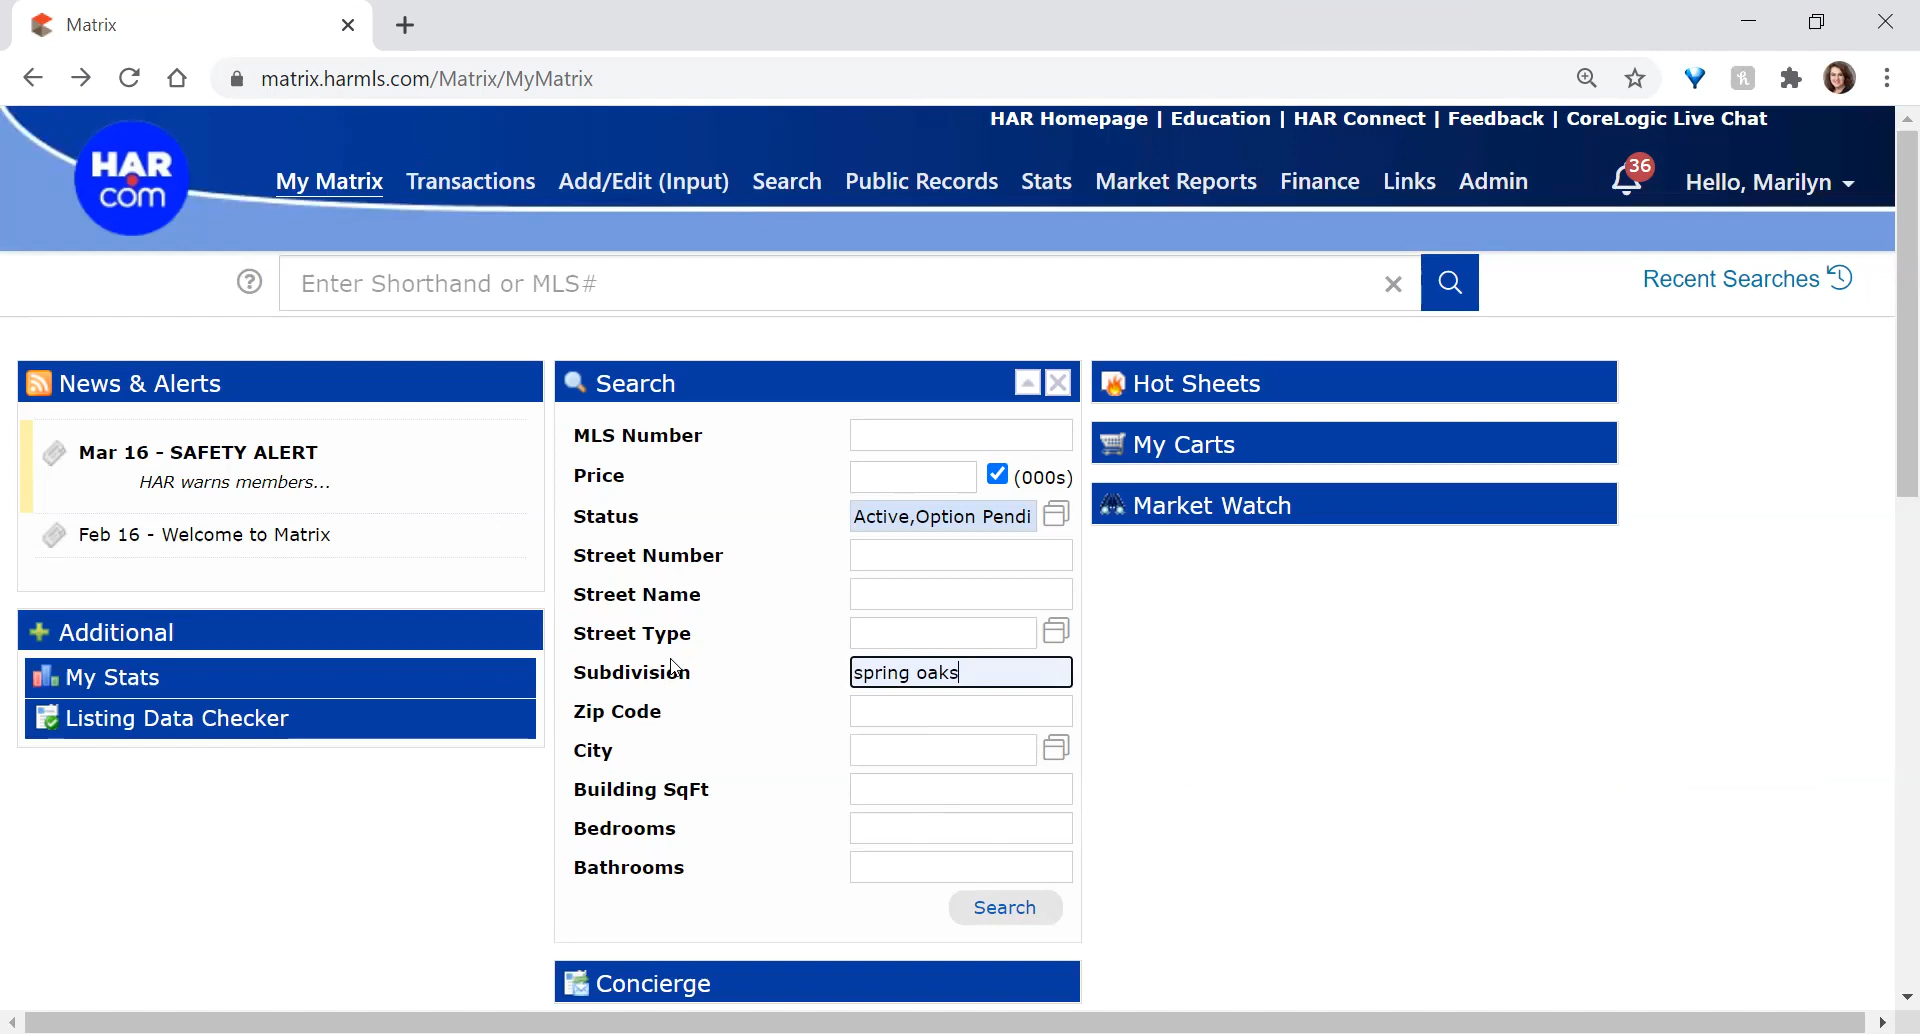 Matrix
matrix.harmls.com/Matrix/MyMatrix
HAR Homepage | Education | HAR Connect | Feedback | CoreLogic Live Chat
HAR
com
My Matrix Transactions Add/Edit (Input) Search Public Records Stats Market Reports Finance Links Admin
36
Hello, Marilyn
Enter Shorthand or MLS#
Recent Searches
News & Alerts
Mar 16 - SAFETY ALERT
HAR warns members...
Feb 16 - Welcome to Matrix
Additional
My Stats
Listing Data Checker
Search
MLS Number
Price (000s)
Status Active,Option Pendi
Street Number
Street Name
Street Type
Subdivision spring oaks
Zip Code
City
Building SqFt
Bedrooms
Bathrooms
Search
Concierge
Hot Sheets
My Carts
Market Watch